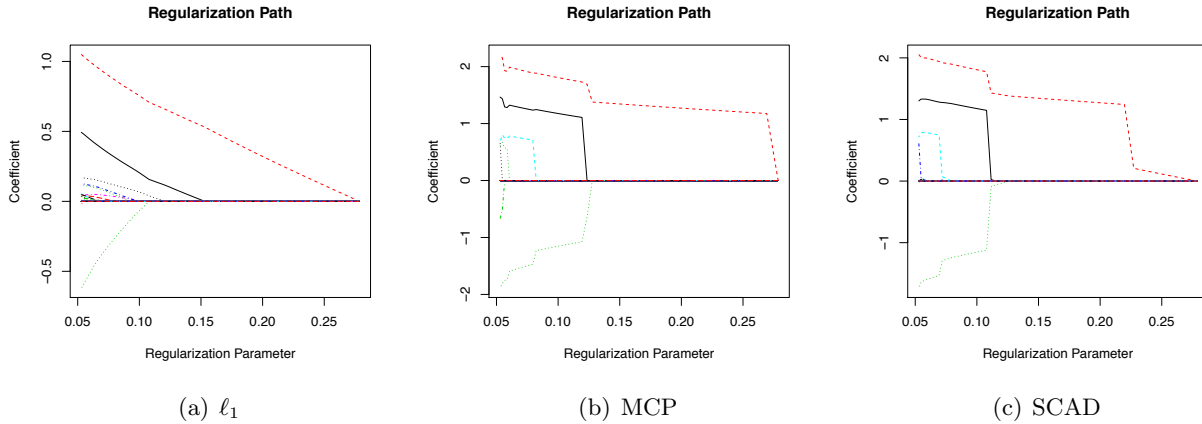 Regularization Path
Coefficient
1.0
0.5
0.0
−0.5
0.05 0.10 0.15 0.20 0.25
Regularization Parameter
(a) ℓ1
Regularization Path
Coefficient
2
1
0
−1
−2
0.05 0.10 0.15 0.20 0.25
Regularization Parameter
(b) MCP
Regularization Path
Coefficient
2
1
0
−1
0.05 0.10 0.15 0.20 0.25
Regularization Parameter
(c) SCAD